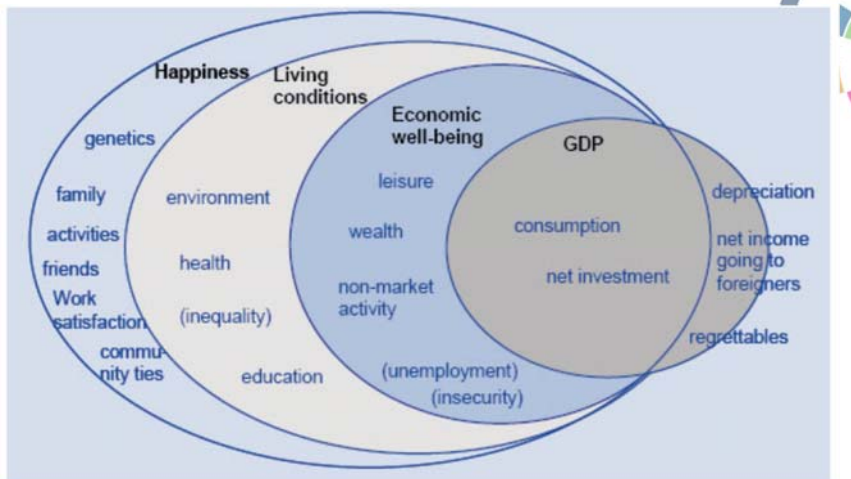 Happiness
Living
conditions
Economic
well-being
GDP
genetics
family
activities
friends
Work
satisfaction
commu-
nity ties
environment
health
(inequality)
education
leisure
wealth
non-market
activity
(unemployment)
(insecurity)
consumption
net investment
depreciation
net income
going to
foreigners
regrettables